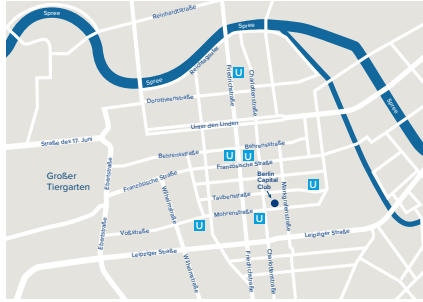 Reinhardtstraße
Spree
Spree
Friedrichstraße
Charlottenstraße
Dorotheenstraße
Spree
Unter den Linden
Straße des 17. Juni
Behrenstraße
Behrenstraße
Ebertstraße
Französische Straße
Französische Straße
Großer
Tiergarten
Berlin
Capital
Club
Wilhelmstraße
Markgrafenstraße
Taubenstraße
Mohrenstraße
Ebertstraße
Voßstraße
Leipziger Straße
Leipziger Straße
Wilhelmstraße
Friedrichstraße
Charlottenstraße
U
U
U
U
U
U